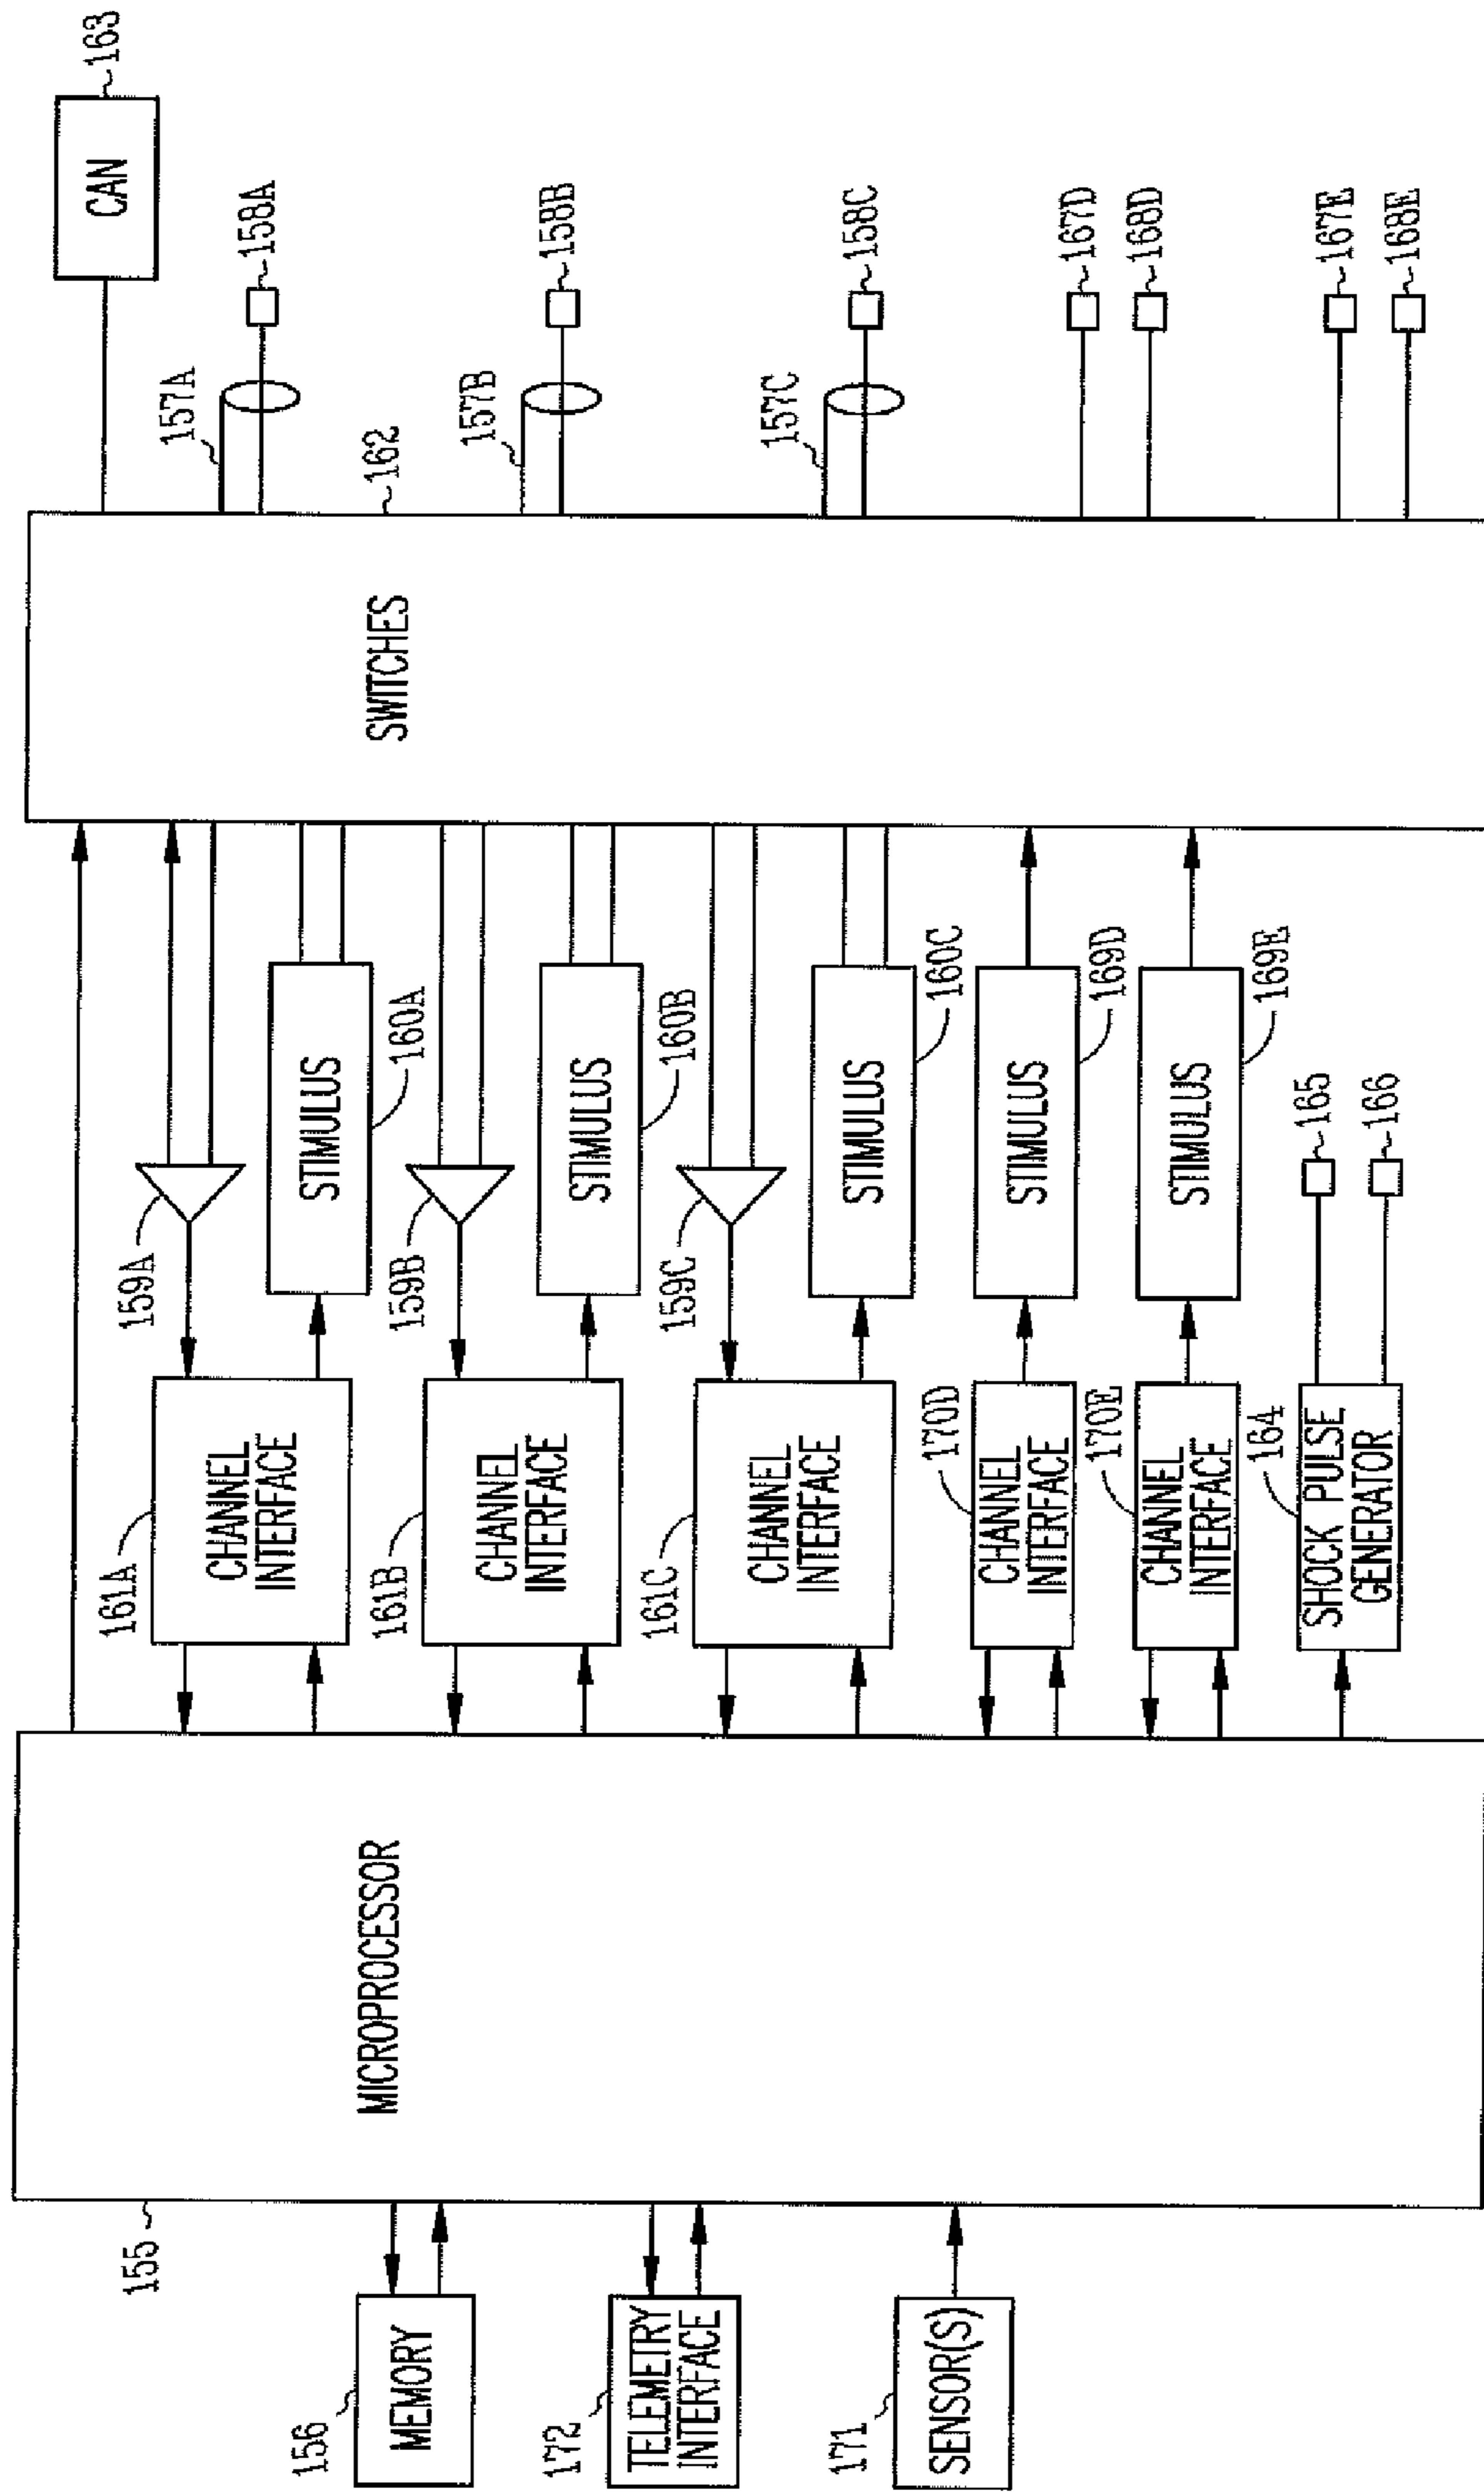 155
MICROPROCESSOR
156
MEMORY
172
TELEMETRY
INTERFACE
171
SENSOR(S)
161A
CHANNEL
INTERFACE
159A
STIMULUS
160A
161B
CHANNEL
INTERFACE
159B
STIMULUS
160B
161C
CHANNEL
INTERFACE
159C
STIMULUS
160C
170D
CHANNEL
INTERFACE
STIMULUS
169D
170E
CHANNEL
INTERFACE
STIMULUS
169E
164
SHOCK PULSE
GENERATOR
165
166
SWITCHES
162
CAN
163
157A
158A
157B
158B
157C
158C
167D
168D
167E
168E